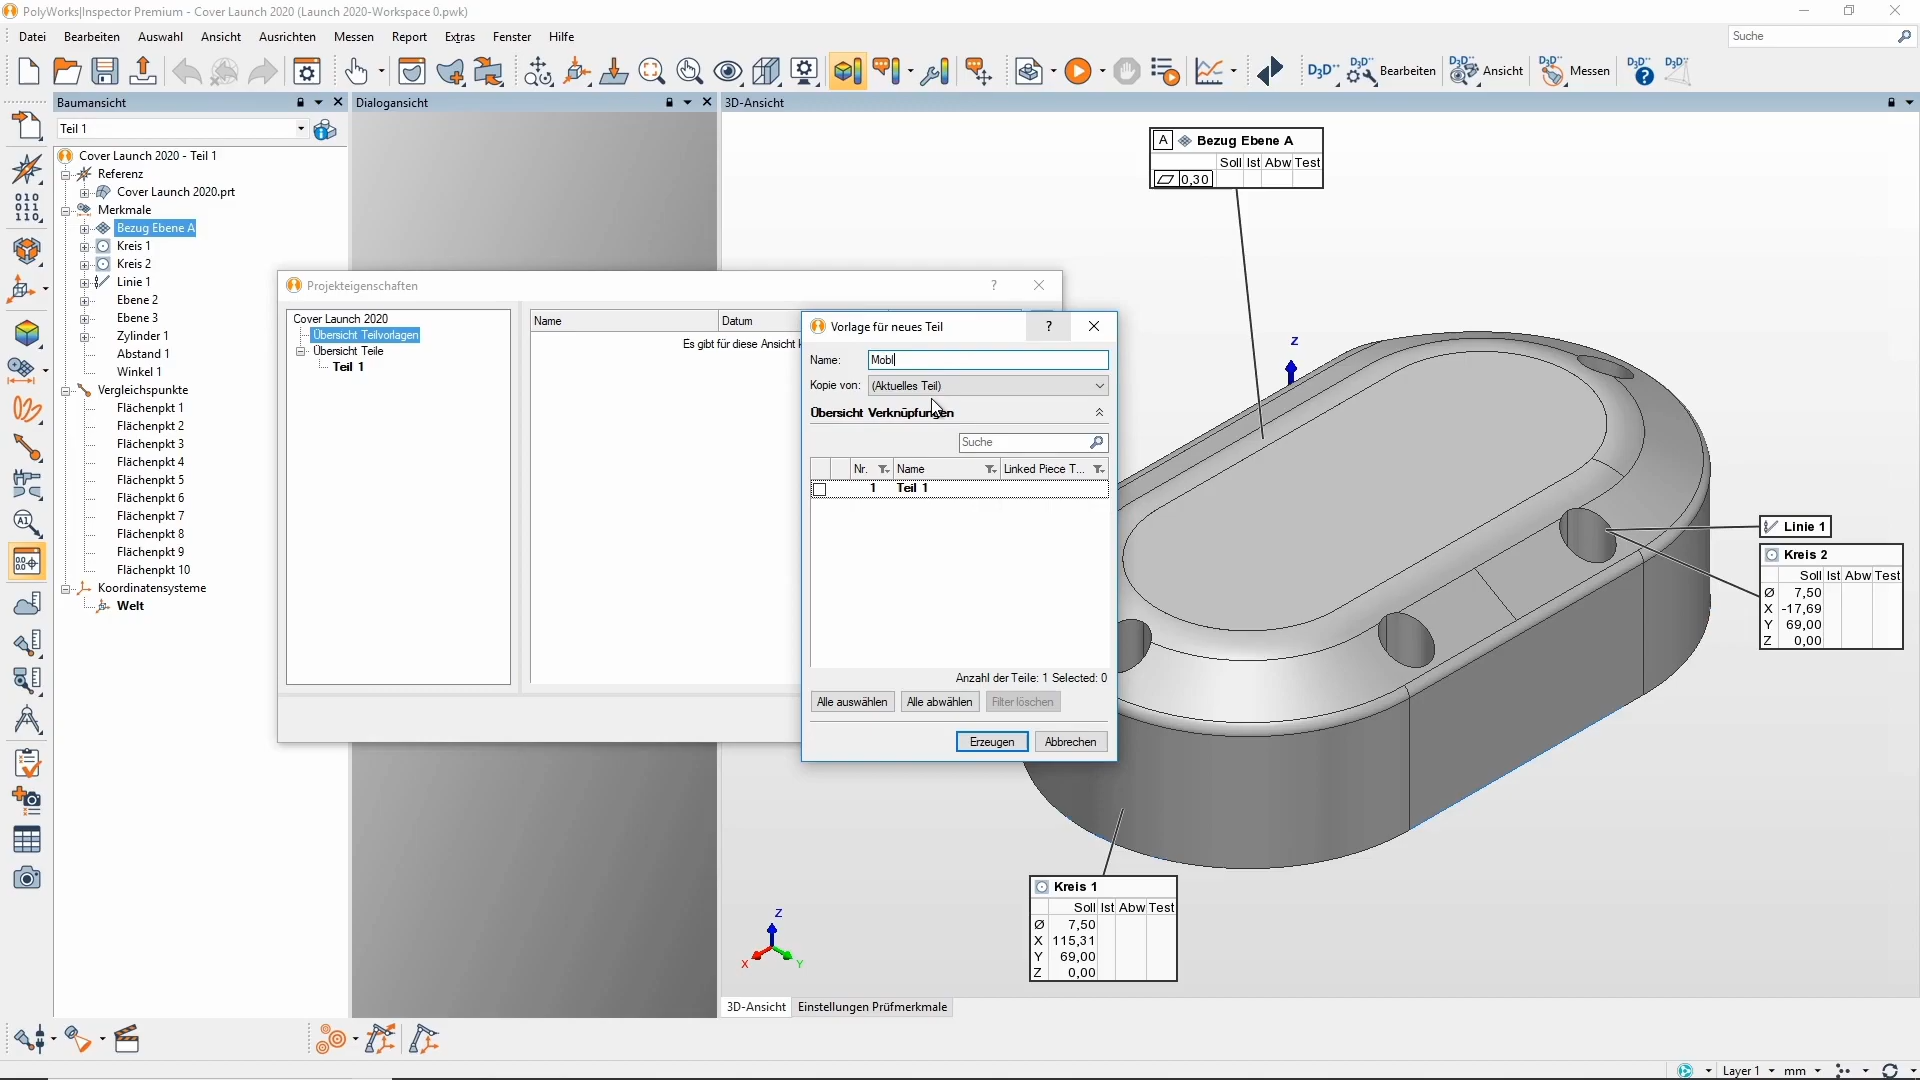 PolyWorks|Inspector Premium - Cover Launch 2020 (Launch 2020-Workspace 0.pwk)
Datei Bearbeiten Auswahl Ansicht Ausrichten Messen Report Extras Fenster Hilfe
Suche
D3D D3D Bearbeiten D3D Ansicht D3D Messen D3D D3D
Baumansicht
Teil 1
Cover Launch 2020 - Teil 1
Referenz
Cover Launch 2020.prt
Merkmale
Bezug Ebene A
Kreis 1
Kreis 2
Linie 1
Ebene 2
Ebene 3
Zylinder 1
Abstand 1
Winkel 1
Vergleichspunkte
Flächenpkt 1
Flächenpkt 2
Flächenpkt 3
Flächenpkt 4
Flächenpkt 5
Flächenpkt 6
Flächenpkt 7
Flächenpkt 8
Flächenpkt 9
Flächenpkt 10
Koordinatensysteme
Welt
Dialogansicht
Projekteigenschaften
Cover Launch 2020
Übersicht Teilvorlagen
Übersicht Teile
Teil 1
Name Datum
Es gibt für diese Ansicht k
Vorlage für neues Teil
Name: Mobl
Kopie von: (Aktuelles Teil)
Übersicht Verknüpfungen
Suche
Nr. Name Linked Piece T...
1 Teil 1
Anzahl der Teile: 1 Selected: 0
Alle auswählen Alle abwählen Filter löschen
Erzeugen Abbrechen
3D-Ansicht
A Bezug Ebene A
Soll Ist Abw Test
0,30
Z
Linie 1
Kreis 2
Soll Ist Abw Test
Ø 7,50
X -17,69
Y 69,00
Z 0,00
Kreis 1
Soll Ist Abw Test
Ø 7,50
X 115,31
Y 69,00
Z 0,00
Z
X Y
3D-Ansicht Einstellungen Prüfmerkmale
Layer 1 mm